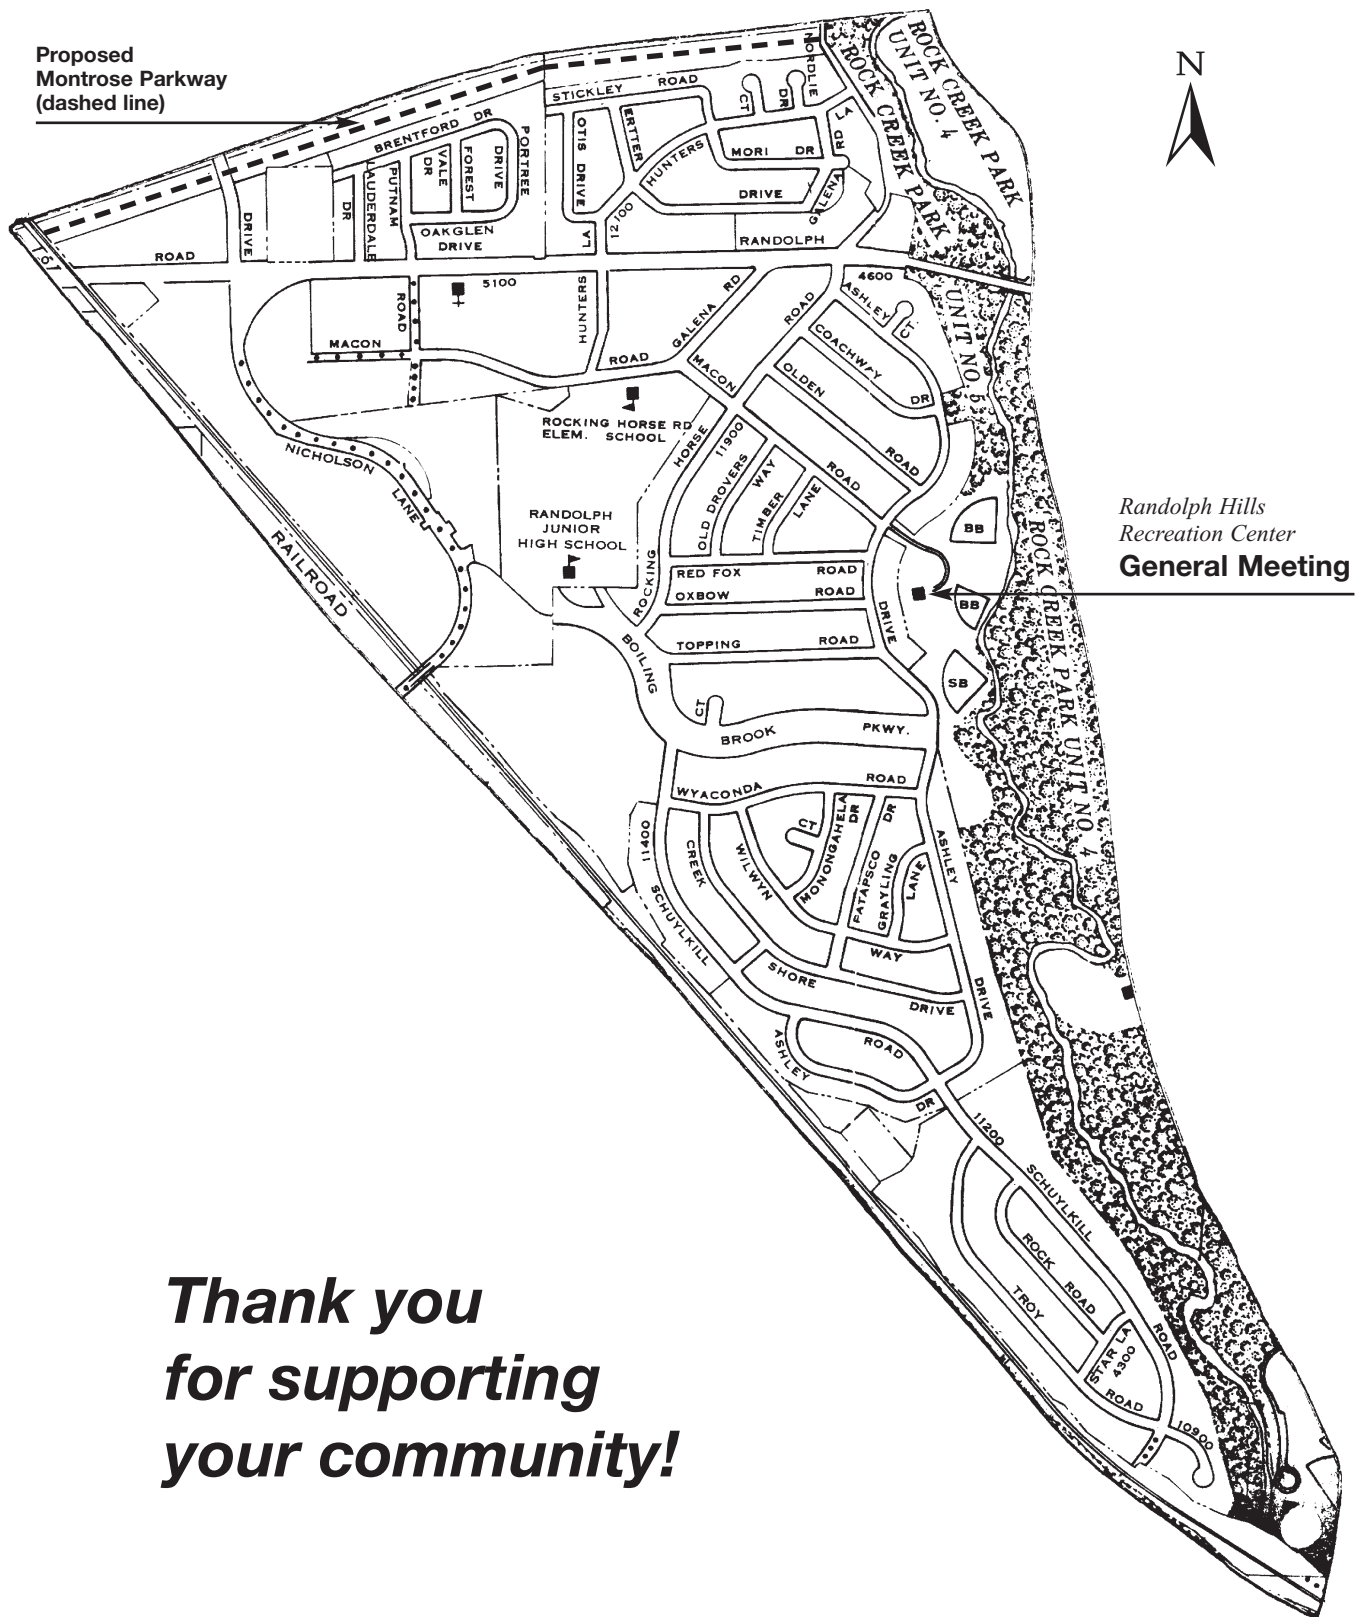 Proposed
Montrose Parkway
(dashed line)
N
ROCK CREEK PARK
UNIT NO. 4
ROCK CREEK PARK
UNIT NO. 5
NORDLIE
STICKLEY ROAD
BRENTFORD DR
CT
DR
LA
RD
OTIS DRIVE
ERTTER
HUNTERS
MORI DR
DRIVE
GALENA
PORTREE
DRIVE
FOREST
VALE
DR
PUTNAM
LAUDERDALE
DR
DRIVE
OAKGLEN
DRIVE
LA
12100
RANDOLPH
ROAD
5100
4600
ROAD
MACON
HUNTERS
ROAD
GALENA RD
MACON
ROAD
ASHLEY
CT
COACHWAY
DR
OLDEN
ROAD
ROCKING HORSE RD
ELEM. SCHOOL
HORSE
11900
OLD DROVERS
WAY
TIMBER
LANE
ROAD
NICHOLSON
LANE
RAILROAD
RANDOLPH
JUNIOR
HIGH SCHOOL
ROCKING
RED FOX ROAD
OXBOW ROAD
TOPPING ROAD
DRIVE
BB
BB
SB
Randolph Hills
Recreation Center
General Meeting
ROCK CREEK PARK UNIT NO 4
BOILING
CT
BROOK PKWY.
WYACONDA ROAD
11400
CREEK
WILWYN
CT
MONONGAHELA
DR
PATAPSCO
DR
GRAYLING
LANE
ASHLEY
SCHUYLKILL
WAY
SHORE
DRIVE
DRIVE
ASHLEY
ROAD
DR
11200
SCHUYLKILL
ROCK
ROAD
TROY
STAR LA
4300
ROAD
ROAD
10900
Thank you
for supporting
your community!